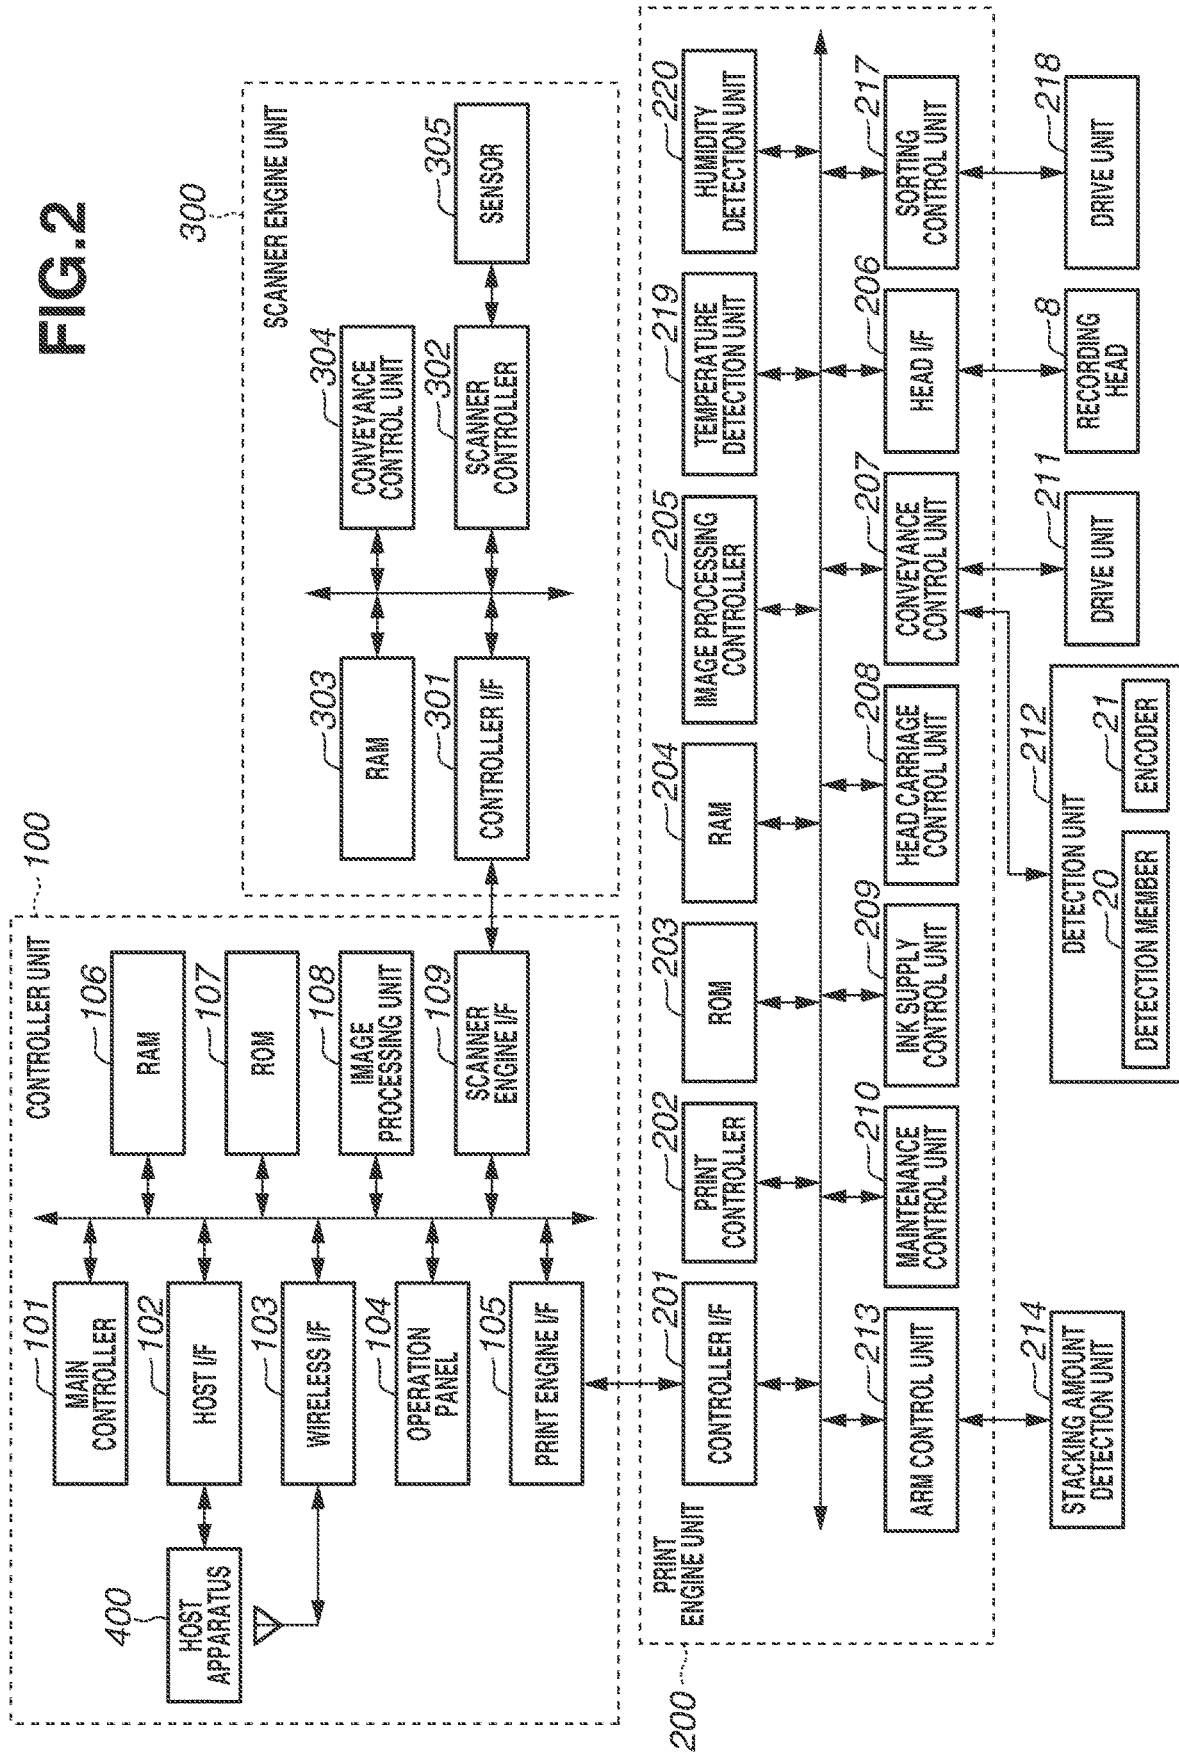 FIG.2
100
CONTROLLER UNIT
400
HOST
APPARATUS
101
MAIN
CONTROLLER
102
HOST I/F
103
WIRELESS I/F
104
OPERATION
PANEL
105
PRINT ENGINE I/F
106
RAM
107
ROM
108
IMAGE
PROCESSING UNIT
109
SCANNER
ENGINE I/F
300
SCANNER ENGINE UNIT
303
RAM
301
CONTROLLER I/F
304
CONVEYANCE
CONTROL UNIT
302
SCANNER
CONTROLLER
305
SENSOR
200
PRINT
ENGINE UNIT
201
CONTROLLER I/F
202
PRINT
CONTROLLER
203
ROM
204
RAM
205
IMAGE PROCESSING
CONTROLLER
219
TEMPERATURE
DETECTION UNIT
220
HUMIDITY
DETECTION UNIT
213
ARM CONTROL UNIT
210
MAINTENANCE
CONTROL UNIT
209
INK SUPPLY
CONTROL UNIT
208
HEAD CARRIAGE
CONTROL UNIT
207
CONVEYANCE
CONTROL UNIT
206
HEAD I/F
217
SORTING
CONTROL UNIT
214
STACKING AMOUNT
DETECTION UNIT
212
DETECTION UNIT
20
DETECTION MEMBER
21
ENCODER
211
DRIVE UNIT
8
RECORDING
HEAD
218
DRIVE UNIT